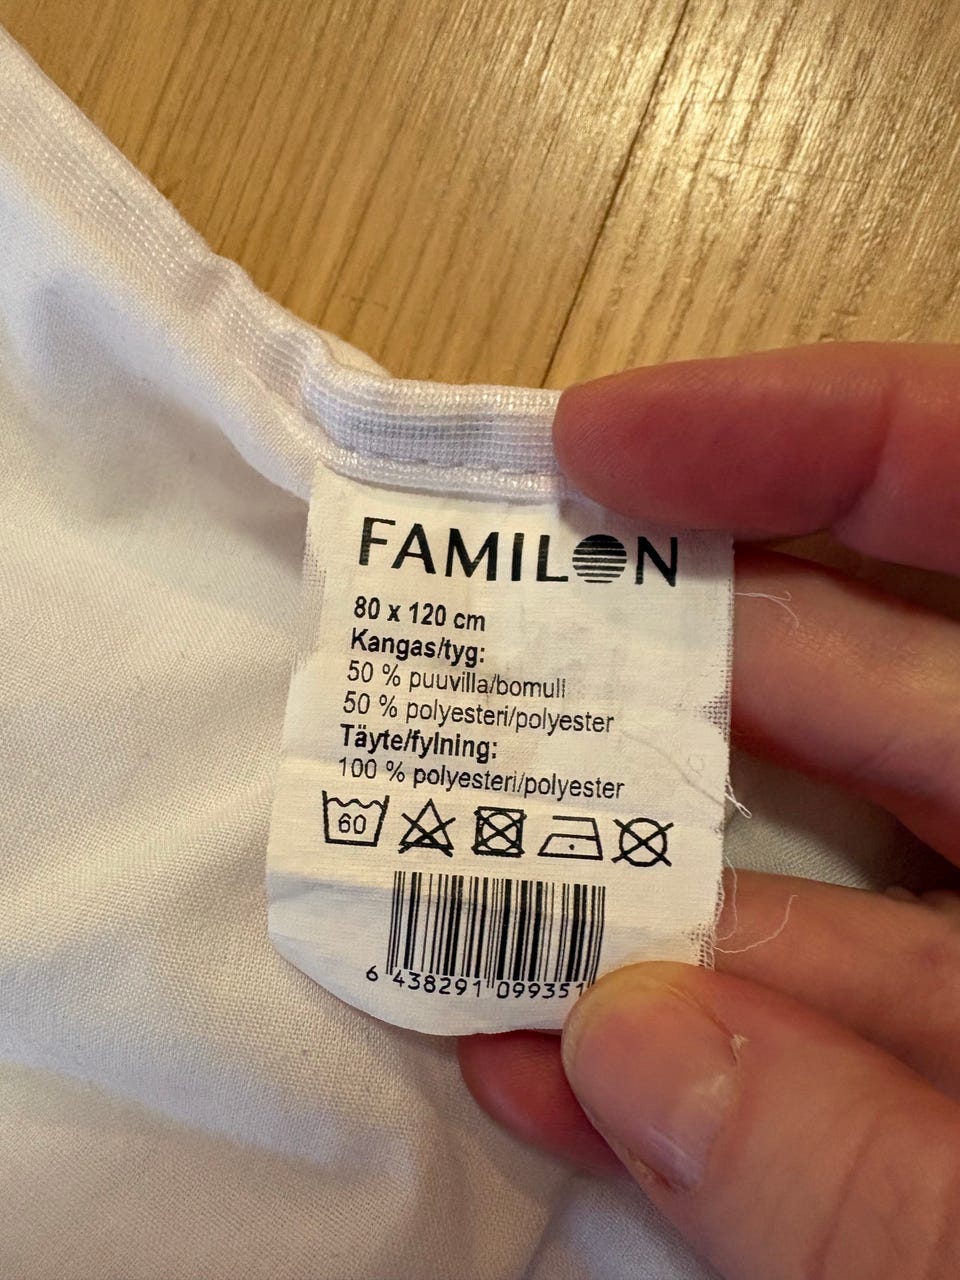 FAMILON
80 x 120 cm
Kangas/tyg:
50 % puuvilla/bomull
50 % polyesteri/polyester
Täyte/fylning:
100 % polyesteri/polyester
60
6 438291 099351